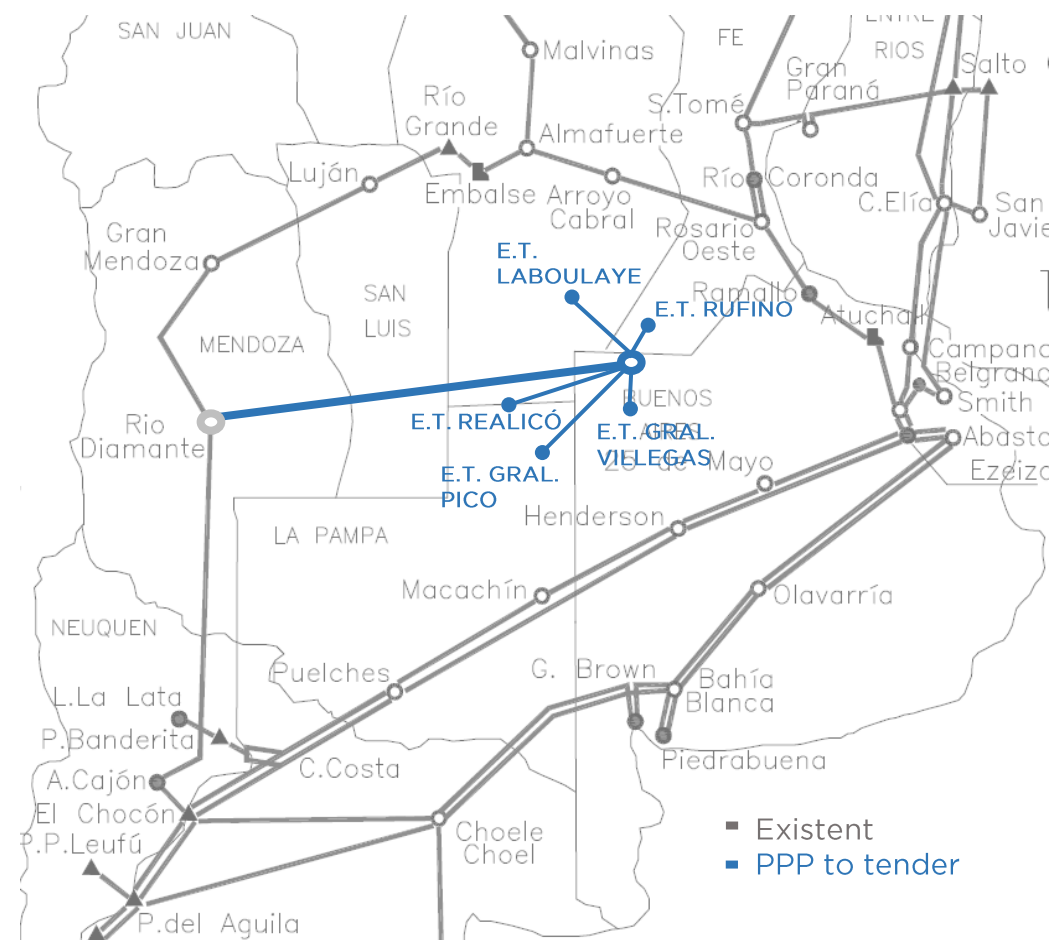 SAN JUAN
ENTRE
RIOS
FE
Malvinas
Salto
Gran
Paraná
Río
Grande
S.Tomé
Almafuerte
Luján
Embalse
Arroyo
Cabral
Río Coronda
C.Elía
San
Javie
Rosario
Oeste
Gran
Mendoza
E.T.
LABOULAYE
SAN
LUIS
Ramallo
E.T. RUFINO
Atucha
MENDOZA
Campana
Belgrano
Smith
BUENOS
AIRES
E.T. REALICÓ
E.T. GRAL.
VILLEGAS
Rio
Diamante
25 de Mayo
Abasto
Ezeiza
E.T. GRAL.
PICO
Henderson
LA PAMPA
Macachín
Olavarría
NEUQUEN
Puelches
G. Brown
Bahía
Blanca
L.La Lata
P.Banderita
Piedrabuena
A.Cajón
C.Costa
El Chocón
Choele
Choel
P.P.Leufú
P.del Aguila
Existent
PPP to tender